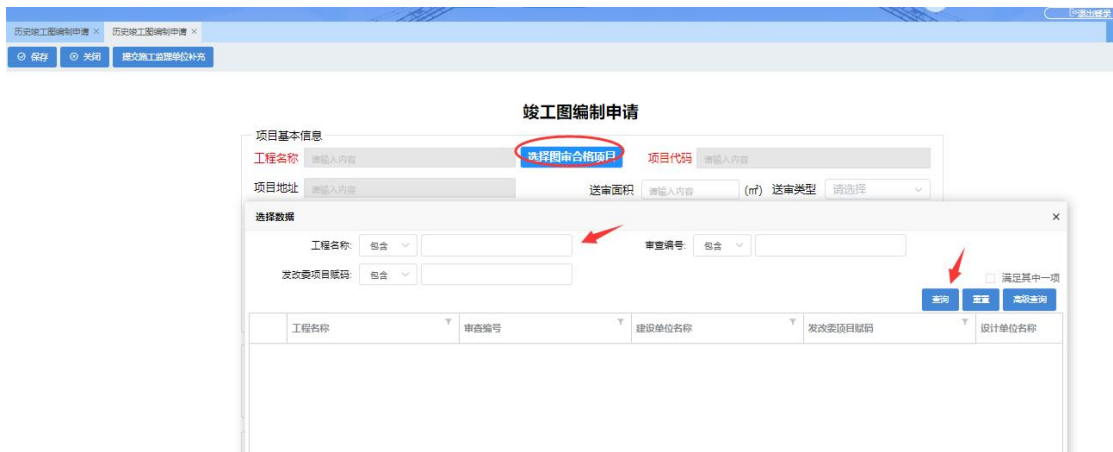 退出登录
历史竣工图编制申请 × 历史竣工图编制申请 ×
保存 关闭 提交施工监理单位补充
竣工图编制申请
项目基本信息
工程名称 请输入内容 选择图审合格项目 项目代码 请输入内容
项目地址 请输入内容 送审面积 请输入内容 (㎡) 送审类型 请选择
选择数据 ×
工程名称: 包含 审查编号: 包含
发改委项目赋码: 包含 满足其中一项
查询 重置 高级查询
工程名称 审查编号 建设单位名称 发改委项目赋码 设计单位名称